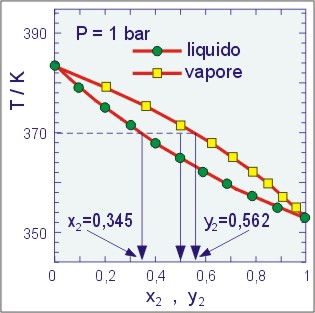 P = 1 bar
liquido
vapore
T / K
390
370
350
x2=0,345
y2=0,562
0 0,2 0,4 0,6 0,8 1
x2 , y2